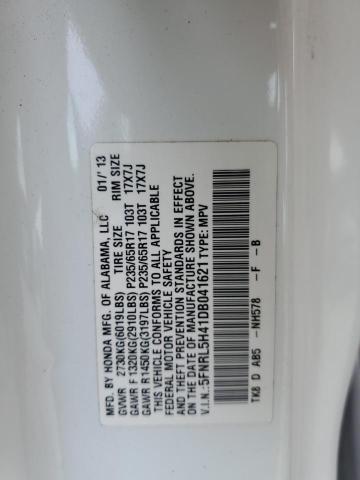 MFD. BY HONDA MFG. OF ALABAMA, LLC 01/'13
GVWR 2730KG(6019LBS) TIRE SIZE RIM SIZE
GAWR F 1320KG(2910LBS) P235/65R17 103T 17X7J
GAWR R1450KG(3197LBS) P235/65R17 103T 17X7J
THIS VEHICLE CONFORMS TO ALL APPLICABLE
FEDERAL MOTOR VEHICLE SAFETY
AND THEFT PREVENTION STANDARDS IN EFFECT
ON THE DATE OF MANUFACTURE SHOWN ABOVE.
V.I.N.:5FNRL5H41DB041621 TYPE: MPV
TK8 D AB5 -NH578 -F -B